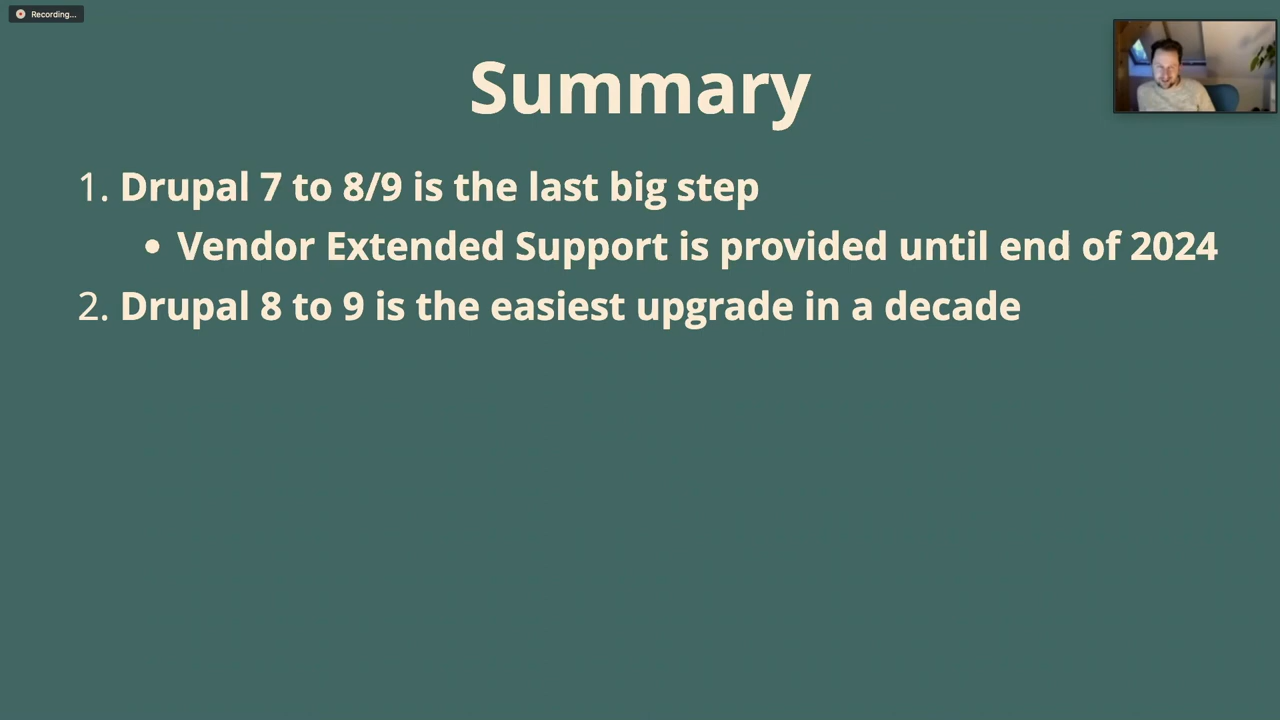 Recording...
Summary
1. Drupal 7 to 8/9 is the last big step
• Vendor Extended Support is provided until end of 2024
2. Drupal 8 to 9 is the easiest upgrade in a decade